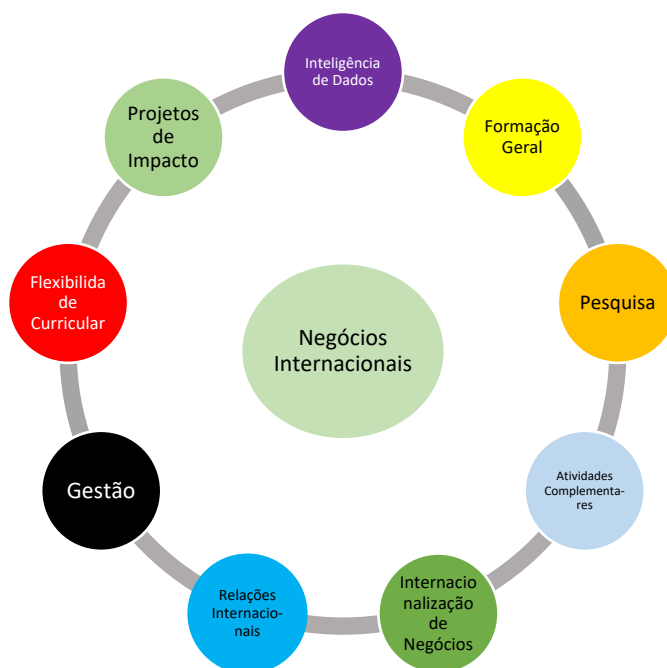 Inteligência
de Dados
Formação
Geral
Pesquisa
Atividades
Complementa-
res
Internacio
nalização
de
Negócios
Relações
Internacio-
nais
Gestão
Flexibilida
de
Curricular
Projetos
de
Impacto
Negócios
Internacionais